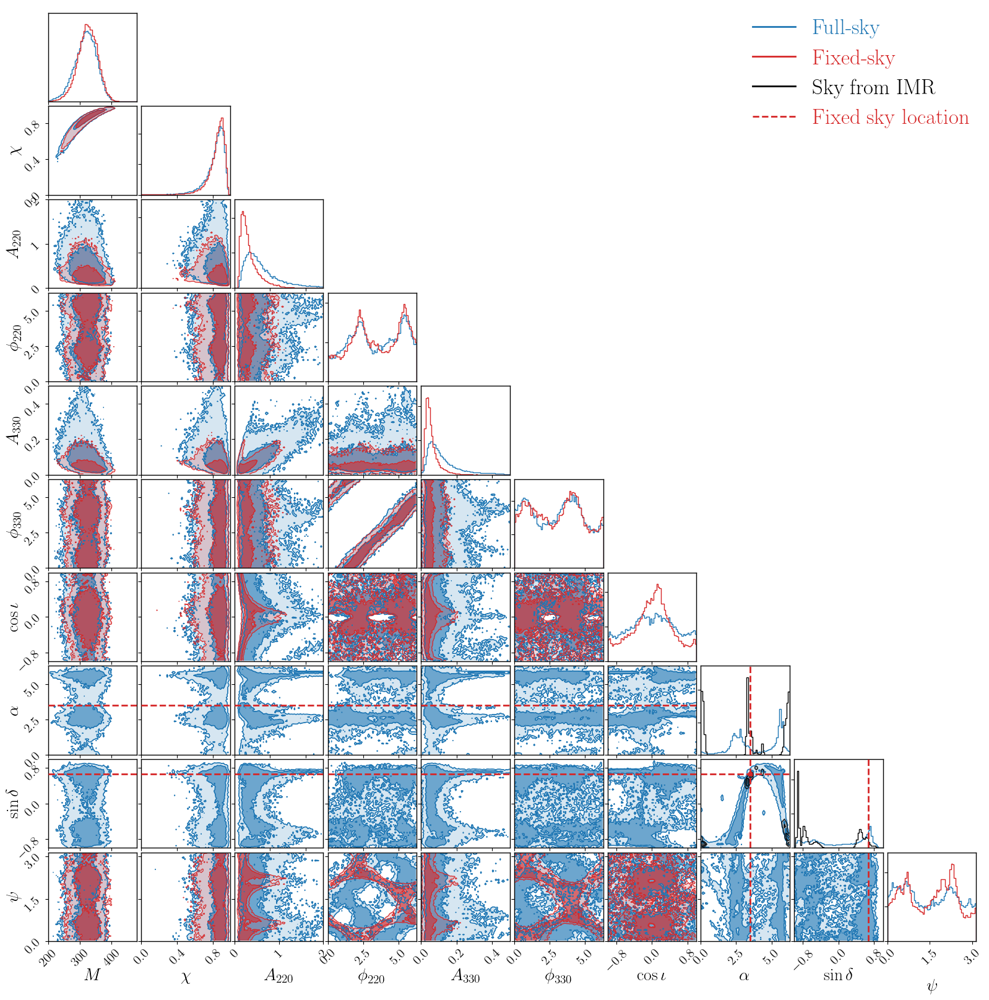 Full-sky
Fixed-sky
Sky from IMR
Fixed sky location
χ
0.8
0.4
0.0
A₂₂₀
2
1
0
ϕ₂₂₀
5.0
2.5
0.0
A₃₃₀
0.4
0.2
0.0
ϕ₃₃₀
5.0
2.5
0.0
cos ι
0.8
0.0
−0.8
α
5.0
2.5
0.0
sin δ
0.8
0.0
−0.8
ψ
3.0
1.5
0.0
200 300 400 0.0 0.4 0.8 0 1 2 0.0 2.5 5.0 0.0 0.2 0.4 0.0 2.5 5.0 −0.8 0.0 0.8 0.0 2.5 5.0 −0.8 0.0 0.8 0.0 1.5 3.0
M χ A₂₂₀ ϕ₂₂₀ A₃₃₀ ϕ₃₃₀ cos ι α sin δ ψ